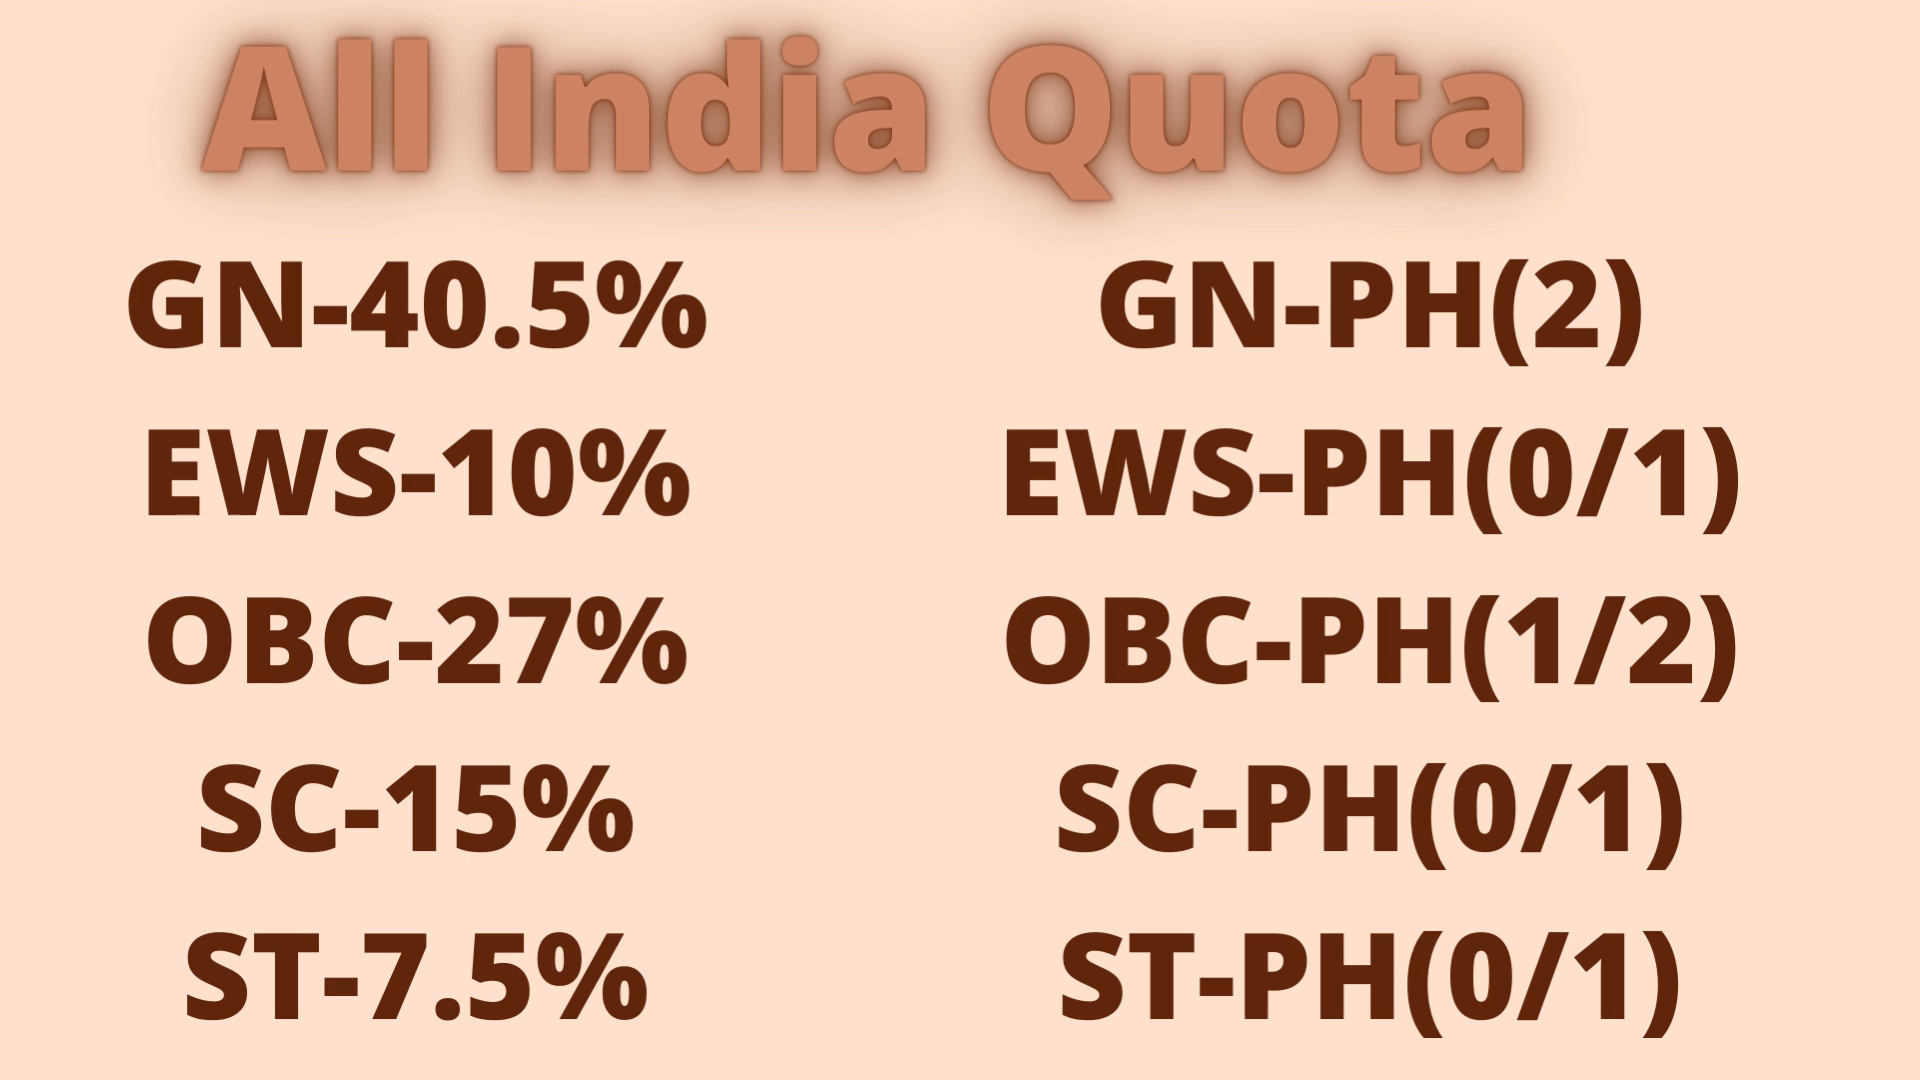 All India Quota
GN-40.5%
EWS-10%
OBC-27%
SC-15%
ST-7.5%
GN-PH(2)
EWS-PH(0/1)
OBC-PH(1/2)
SC-PH(0/1)
ST-PH(0/1)